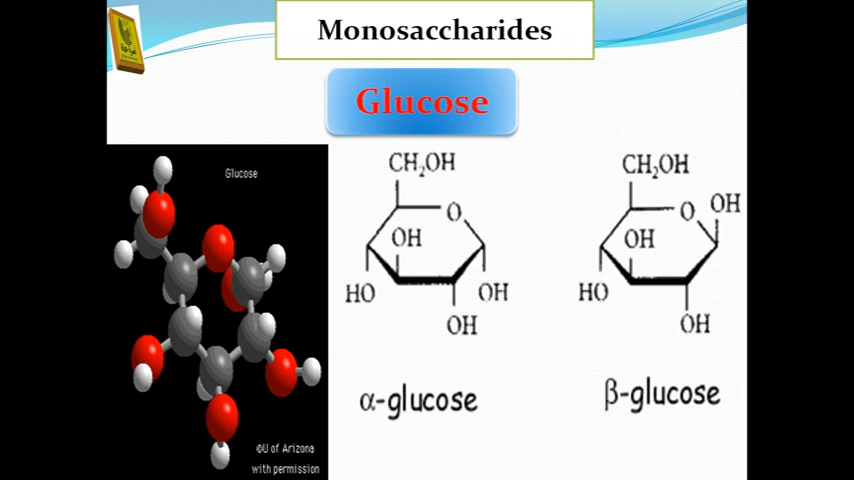 Monosaccharides
Glucose
Glucose
CH₂OH
O
OH
HO
OH
OH
α-glucose
CH₂OH
OH
O
OH
HO
OH
β-glucose
©U of Arizona
with permission